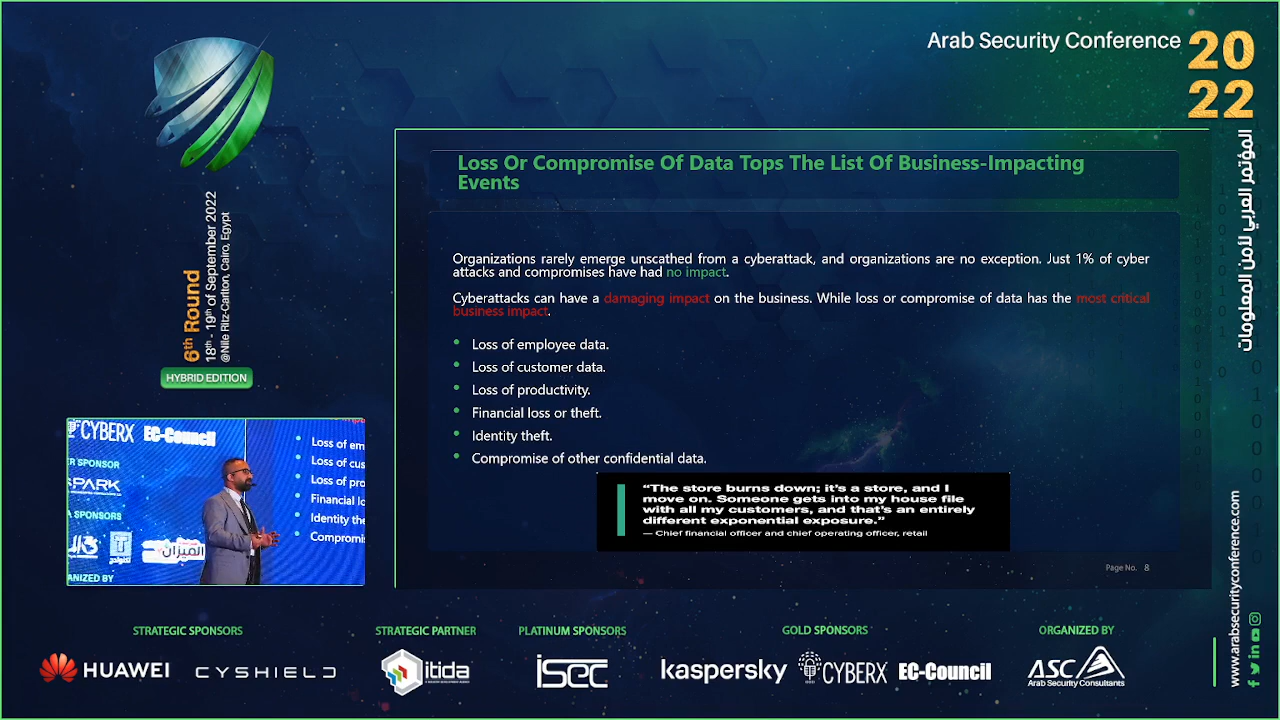 Arab Security Conference
20
22
المؤتمر العربي لأمن المعلومات
6th Round
18th - 19th of September 2022
@Nile Ritz-Carlton, Cairo, Egypt
HYBRID EDITION
Loss Or Compromise Of Data Tops The List Of Business-Impacting
Events
Organizations rarely emerge unscathed from a cyberattack, and organizations are no exception. Just 1% of cyber
attacks and compromises have had no impact.
Cyberattacks can have a damaging impact on the business. While loss or compromise of data has the most critical
business impact.
• Loss of employee data.
• Loss of customer data.
• Loss of productivity.
• Financial loss or theft.
• Identity theft.
• Compromise of other confidential data.
“The store burns down; it’s a store, and I
move on. Someone gets into my house file
with all my customers, and that’s an entirely
different exponential exposure.”
— Chief financial officer and chief operating officer, retail
Page No. 8
CYBERX EC-Council
R SPONSOR
SPARK
SPONSORS
الميزان
ANIZED BY
• Loss of em
• Loss of cus
• Loss of pro
• Financial lo
• Identity the
• Compromis
www.arabsecurityconference.com
STRATEGIC SPONSORS
HUAWEI
CYSHIELD
STRATEGIC PARTNER
itida
PLATINUM SPONSORS
isec
GOLD SPONSORS
kaspersky
CYBERX
EC-Council
ORGANIZED BY
ASC
Arab Security Consultants